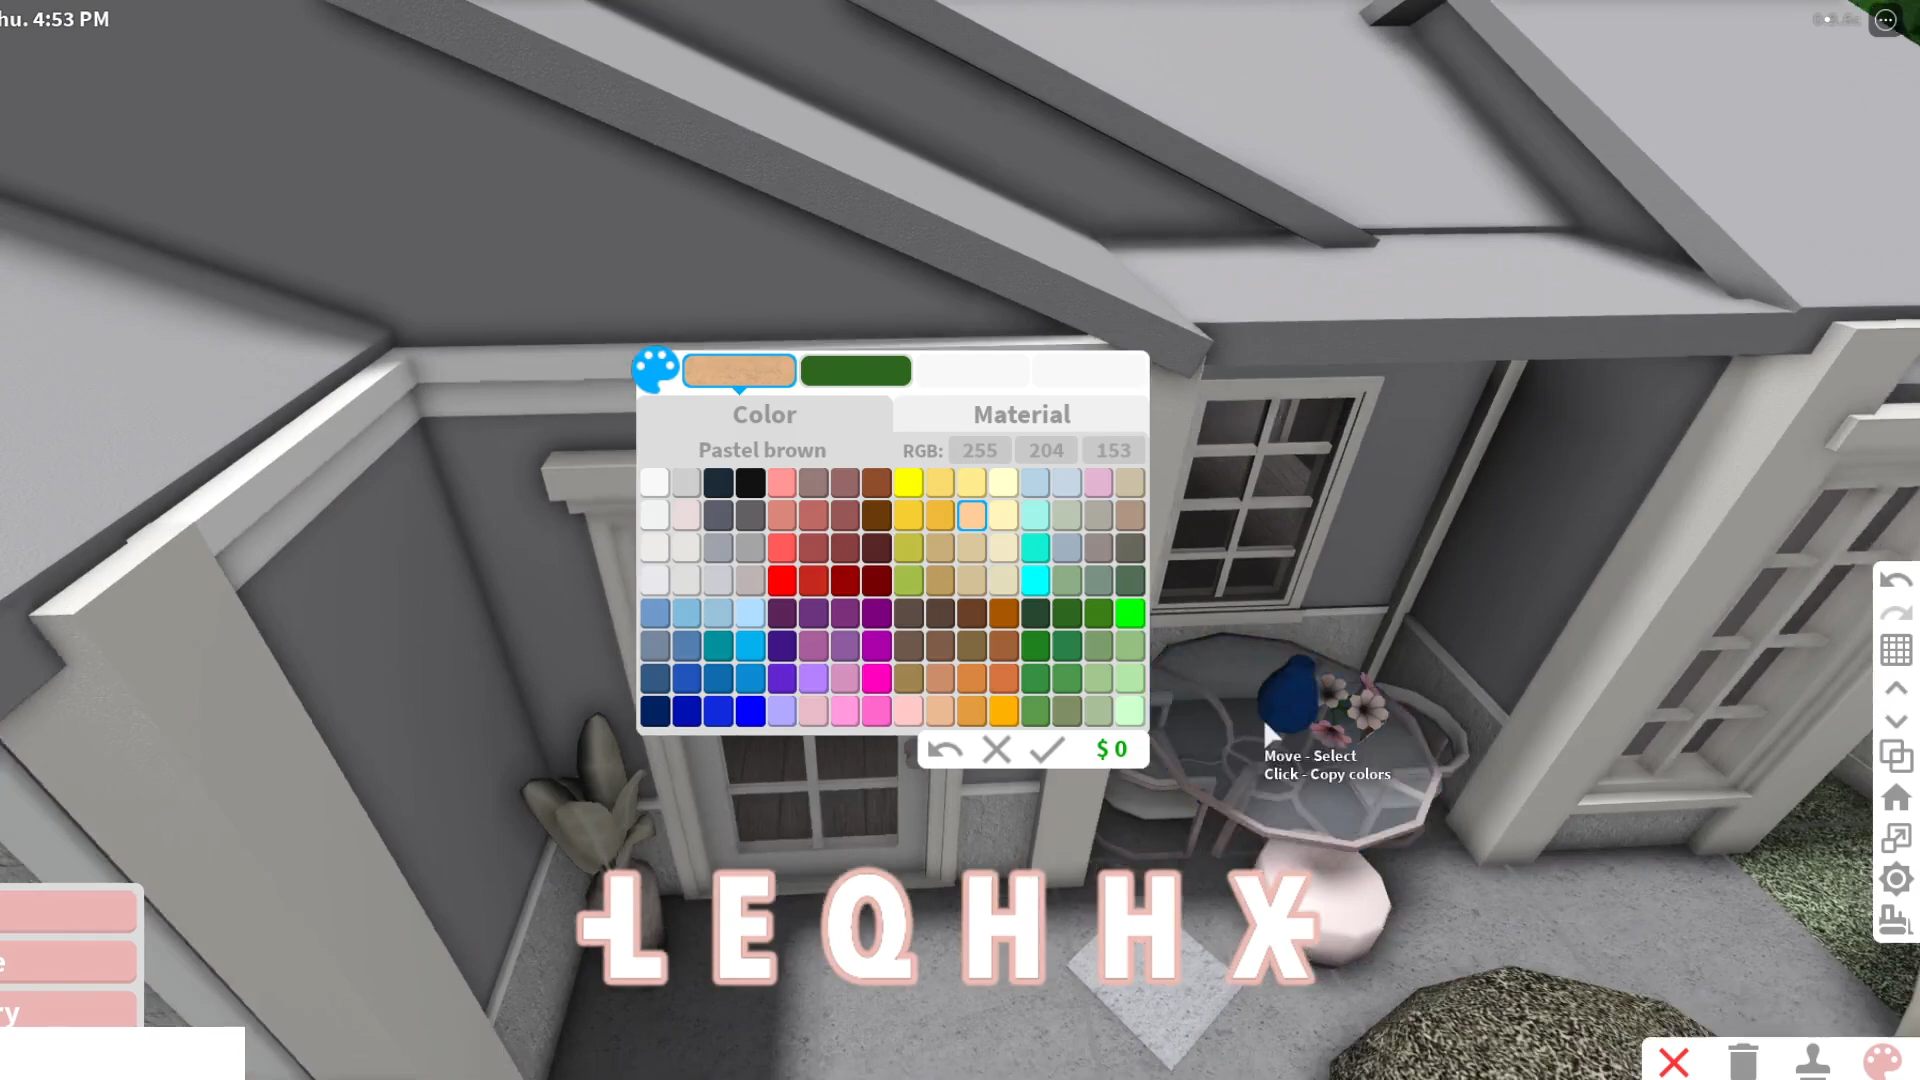 hu. 4:53 PM
Color
Material
Pastel brown
RGB: 255 204 153
$ 0
Move - Select
Click - Copy colors
Ł E Q H H X
e
ry